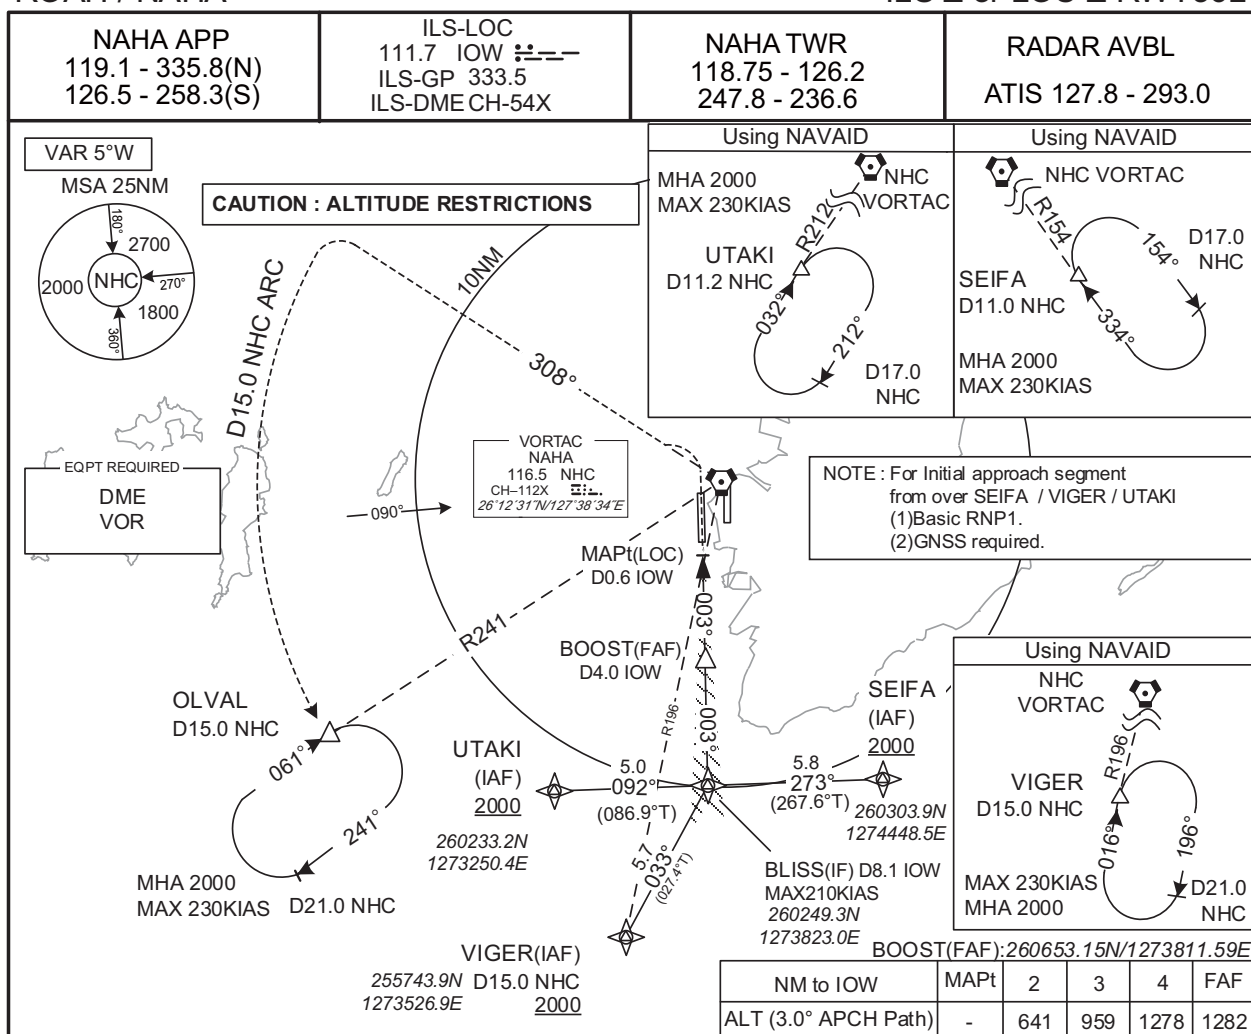 NAHA APP
119.1 - 335.8(N)
126.5 - 258.3(S)
ILS-LOC
111.7 IOW
ILS-GP 333.5
ILS-DME CH-54X
NAHA TWR
118.75 - 126.2
247.8 - 236.6
RADAR AVBL
ATIS 127.8 - 293.0
VAR 5°W
MSA 25NM
180°
2700
2000
NHC
270°
1800
360°
CAUTION : ALTITUDE RESTRICTIONS
Using NAVAID
MHA 2000
MAX 230KIAS
NHC
VORTAC
R212
UTAKI
D11.2 NHC
032°
212°
D17.0
NHC
Using NAVAID
NHC VORTAC
R154
154°
D17.0
NHC
SEIFA
D11.0 NHC
334°
MHA 2000
MAX 230KIAS
10NM
D15.0 NHC ARC
308°
EQPT REQUIRED
DME
VOR
090°
VORTAC
NAHA
116.5 NHC
CH–112X
26°12'31"N/127°38'34"E
NOTE : For Initial approach segment
from over SEIFA / VIGER / UTAKI
(1)Basic RNP1.
(2)GNSS required.
MAPt(LOC)
D0.6 IOW
003°
R241
BOOST(FAF)
D4.0 IOW
R196
003°
OLVAL
D15.0 NHC
061°
241°
MHA 2000
MAX 230KIAS
D21.0 NHC
UTAKI
(IAF)
2000
260233.2N
1273250.4E
5.0
092°
(086.9°T)
5.8
273°
(267.6°T)
SEIFA
(IAF)
2000
260303.9N
1274448.5E
5.7
033°
(027.4°T)
BLISS(IF) D8.1 IOW
MAX210KIAS
260249.3N
1273823.0E
VIGER(IAF)
255743.9N D15.0 NHC
1273526.9E 2000
Using NAVAID
NHC
VORTAC
R196
VIGER
D15.0 NHC
016°
196°
MAX 230KIAS
MHA 2000
D21.0
NHC
BOOST(FAF):260653.15N/1273811.59E
NM to IOW MAPt 2 3 4 FAF
ALT (3.0° APCH Path) - 641 959 1278 1282